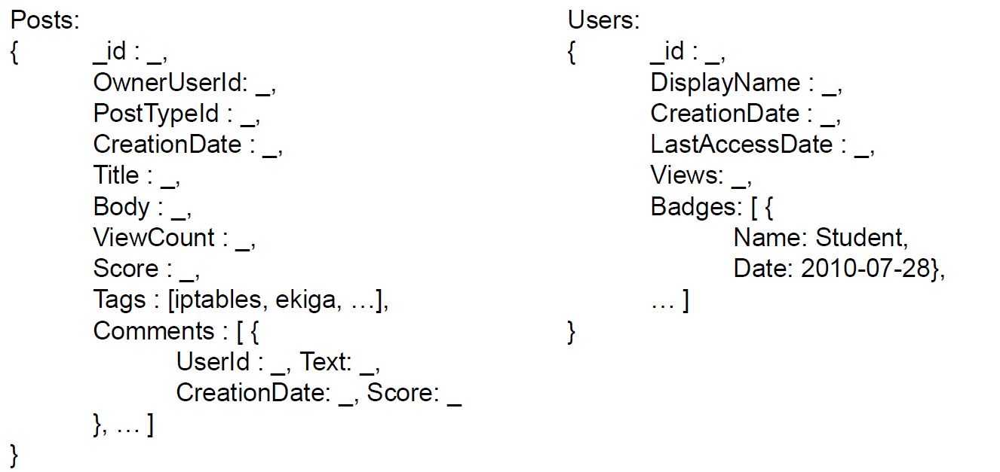 Posts:
{ _id : _,
OwnerUserId: _,
PostTypeId : _,
CreationDate : _,
Title : _,
Body : _,
ViewCount : _,
Score : _,
Tags : [iptables, ekiga, …],
Comments : [ {
UserId : _, Text: _,
CreationDate: _, Score: _
}, … ]
}
Users:
{ _id : _,
DisplayName : _,
CreationDate : _,
LastAccessDate : _,
Views: _,
Badges: [ {
Name: Student,
Date: 2010-07-28},
… ]
}